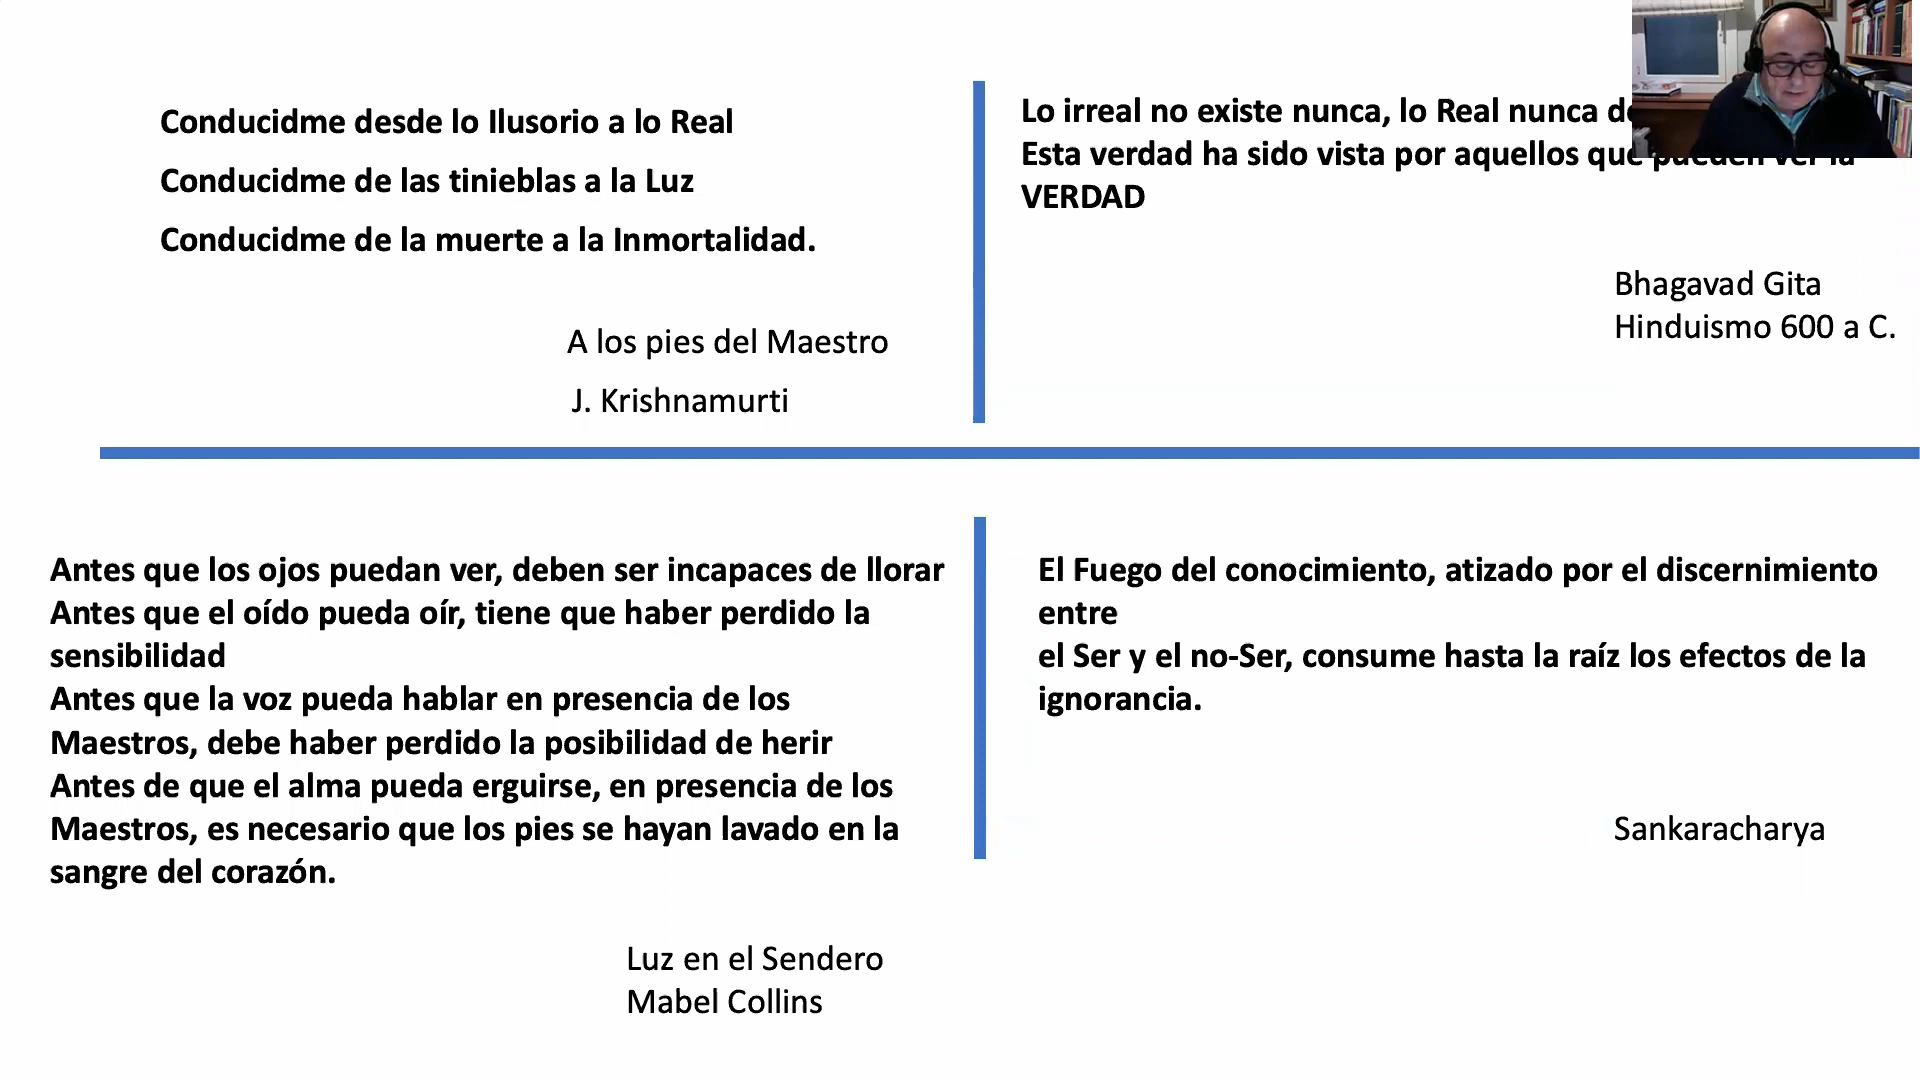 Conducidme desde lo Ilusorio a lo Real
Conducidme de las tinieblas a la Luz
Conducidme de la muerte a la Inmortalidad.
A los pies del Maestro
J. Krishnamurti
Lo irreal no existe nunca, lo Real nunca
Esta verdad ha sido vista por aquellos que pueden ver la
VERDAD
Bhagavad Gita
Hinduismo 600 a C.
Antes que los ojos puedan ver, deben ser incapaces de llorar
Antes que el oído pueda oír, tiene que haber perdido la
sensibilidad
Antes que la voz pueda hablar en presencia de los
Maestros, debe haber perdido la posibilidad de herir
Antes de que el alma pueda erguirse, en presencia de los
Maestros, es necesario que los pies se hayan lavado en la
sangre del corazón.
Luz en el Sendero
Mabel Collins
El Fuego del conocimiento, atizado por el discernimiento
entre
el Ser y el no-Ser, consume hasta la raíz los efectos de la
ignorancia.
Sankaracharya